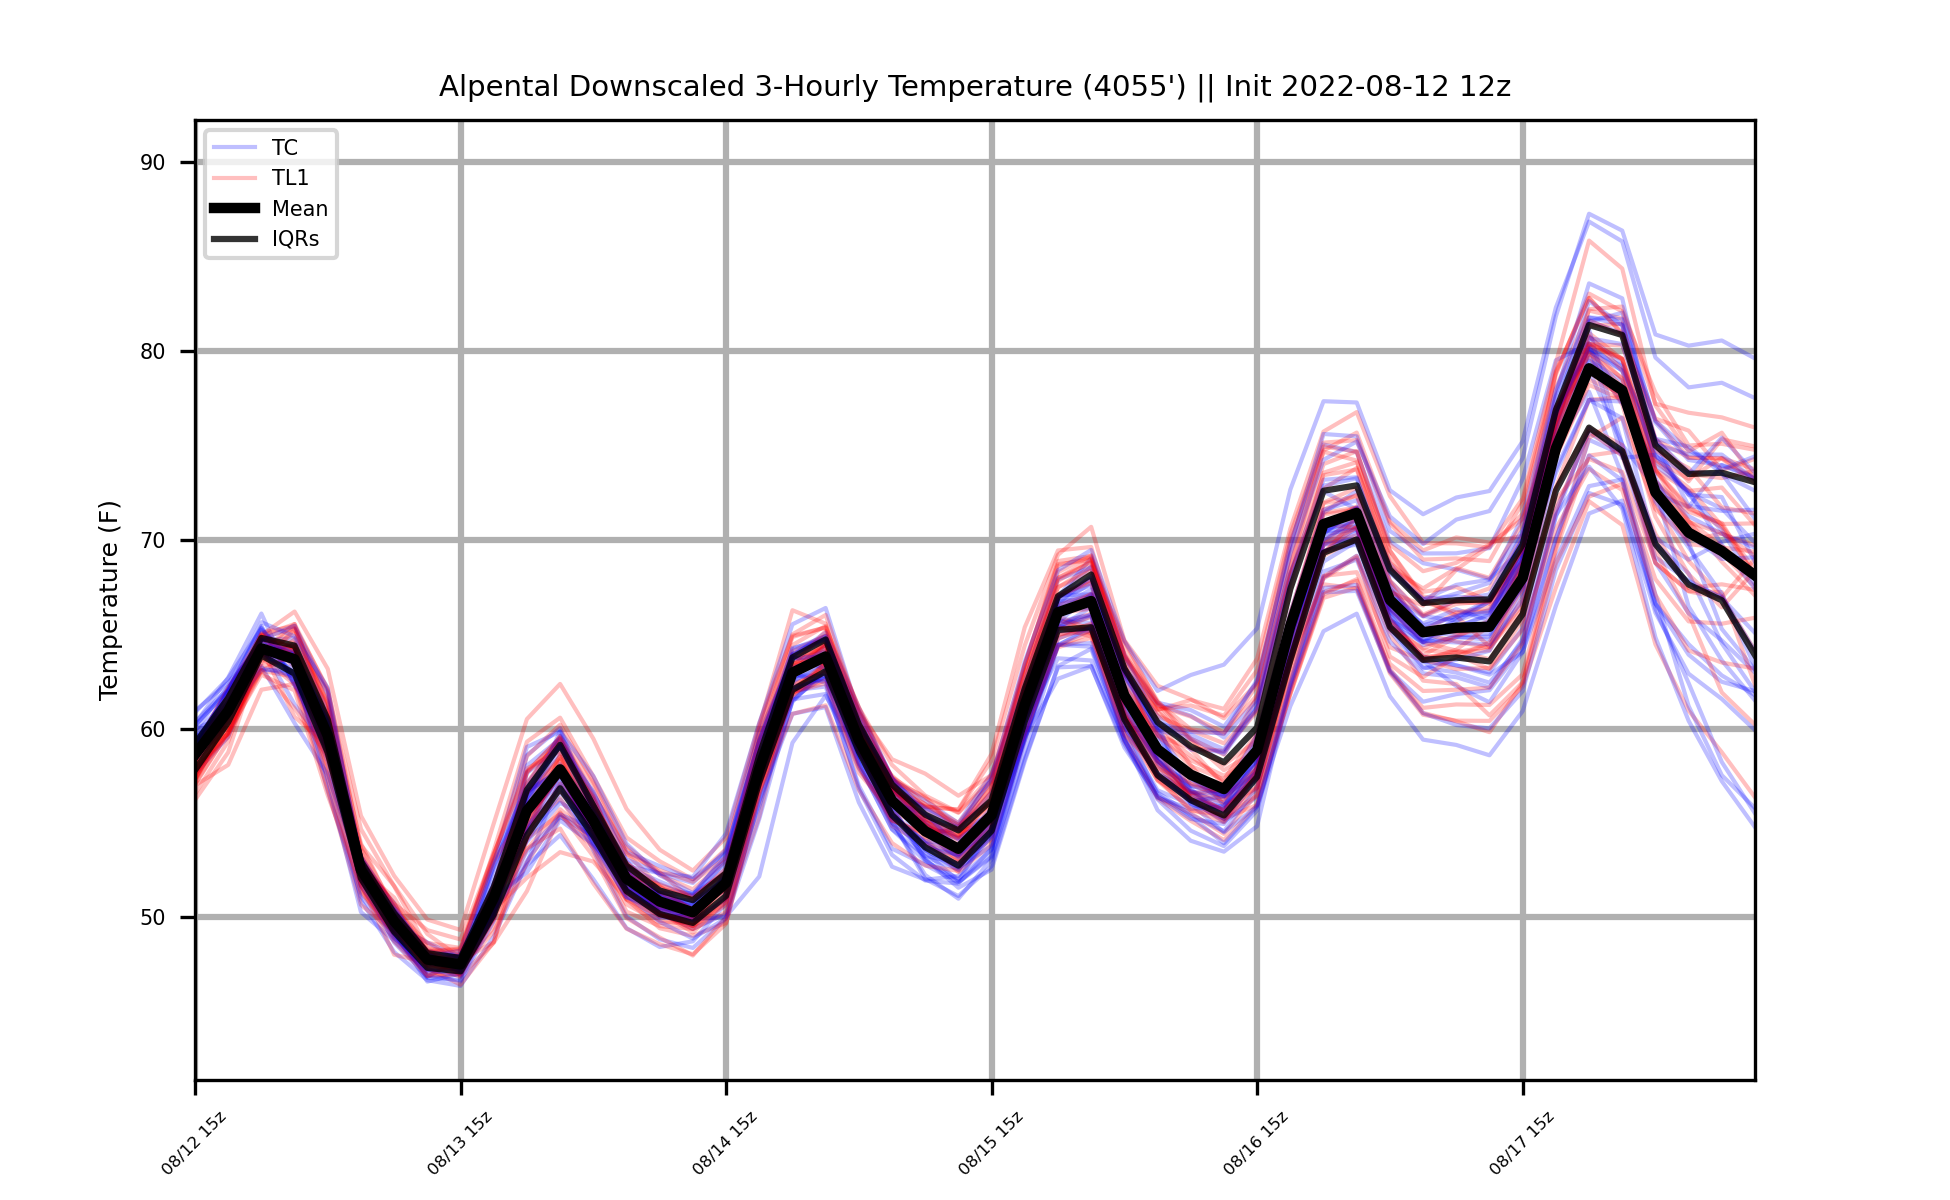 Alpental Downscaled 3-Hourly Temperature (4055') || Init 2022-08-12 12z
TC
TL1
Mean
IQRs
Temperature (F)
90
80
70
60
50
08/12 15z
08/13 15z
08/14 15z
08/15 15z
08/16 15z
08/17 15z